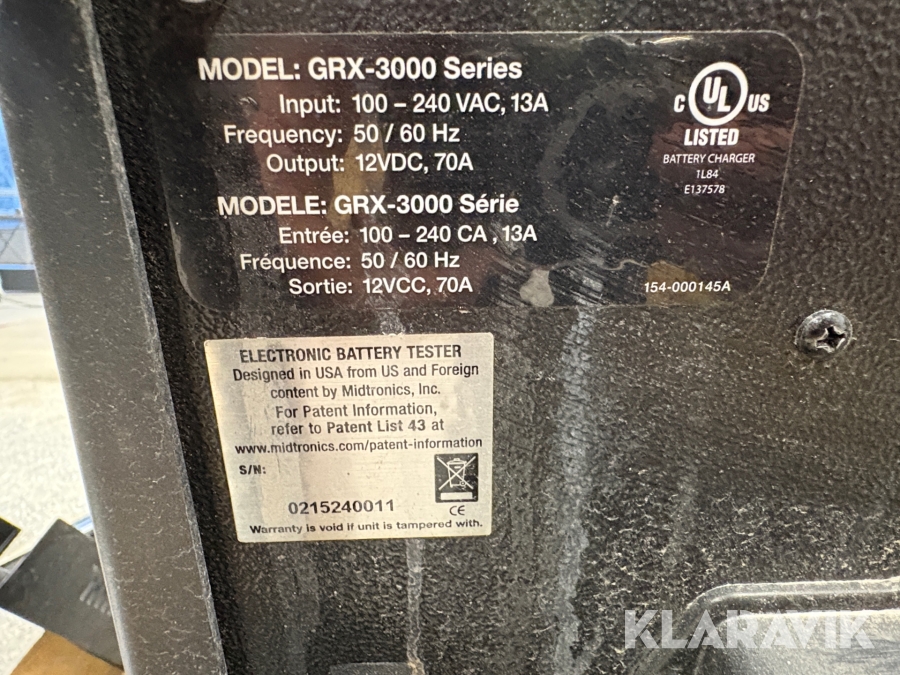 MODEL: GRX-3000 Series
Input: 100 – 240 VAC, 13A
Frequency: 50 / 60 Hz
Output: 12VDC, 70A
MODELE: GRX-3000 Série
Entrée: 100 – 240 CA , 13A
Fréquence: 50 / 60 Hz
Sortie: 12VCC, 70A
C UL US
LISTED
BATTERY CHARGER
1L84
E137578
154-000145A
ELECTRONIC BATTERY TESTER
Designed in USA from US and Foreign
content by Midtronics, Inc.
For Patent Information,
refer to Patent List 43 at
www.midtronics.com/patent-information
S/N:
0215240011
CE
Warranty is void if unit is tampered with.
KLARAVIK